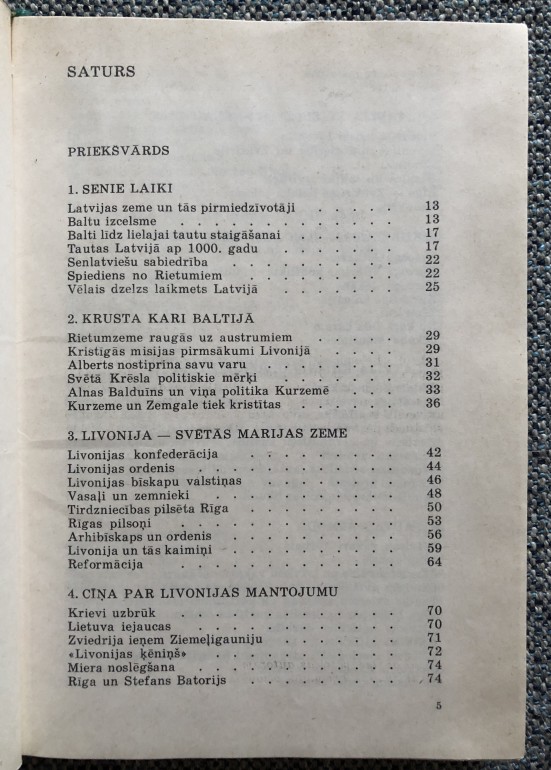 SATURS
PRIEKŠVĀRDS
1. SENIE LAIKI
Latvijas zeme un tās pirmiedzīvotāji . . . . . 13
Baltu izcelsme . . . . . . . . . . 13
Balti līdz lielajai tautu staigāšanai . . . . . 17
Tautas Latvijā ap 1000. gadu . . . . . . 17
Senlatviešu sabiedrība . . . . . . . . 22
Spiediens no Rietumiem . . . . . . . 22
Vēlais dzelzs laikmets Latvijā . . . . . . 25
2. KRUSTA KARI BALTIJĀ
Rietumzeme raugās uz austrumiem . . . . . 29
Kristīgās misijas pirmsākumi Livonijā . . . . . 29
Alberts nostiprina savu varu . . . . . . 31
Svētā Krēsla politiskie mērķi . . . . . . 32
Alnas Balduīns un viņa politika Kurzemē . . . . 33
Kurzeme un Zemgale tiek kristītas . . . . . 36
3. LIVONIJA — SVĒTĀS MARIJAS ZEME
Livonijas konfederācija . . . . . . . 42
Livonijas ordenis . . . . . . . . . 44
Livonijas bīskapu valstiņas . . . . . . . 46
Vasaļi un zemnieki . . . . . . . . 48
Tirdzniecības pilsēta Rīga . . . . . . . 50
Rīgas pilsoņi . . . . . . . . . . 53
Arhibīskaps un ordenis . . . . . . . . 56
Livonija un tās kaimiņi . . . . . . . . 59
Reformācija . . . . . . . . . . 64
4. CĪŅA PAR LIVONIJAS MANTOJUMU
Krievi uzbrūk . . . . . . . . . . 70
Lietuva iejaucas . . . . . . . . . 70
Zviedrija ieņem Ziemeļigauniju . . . . . . 71
«Livonijas ķēniņš» . . . . . . . . . 72
Miera noslēgšana . . . . . . . . . 74
Rīga un Stefans Batorijs . . . . . . . 74
5